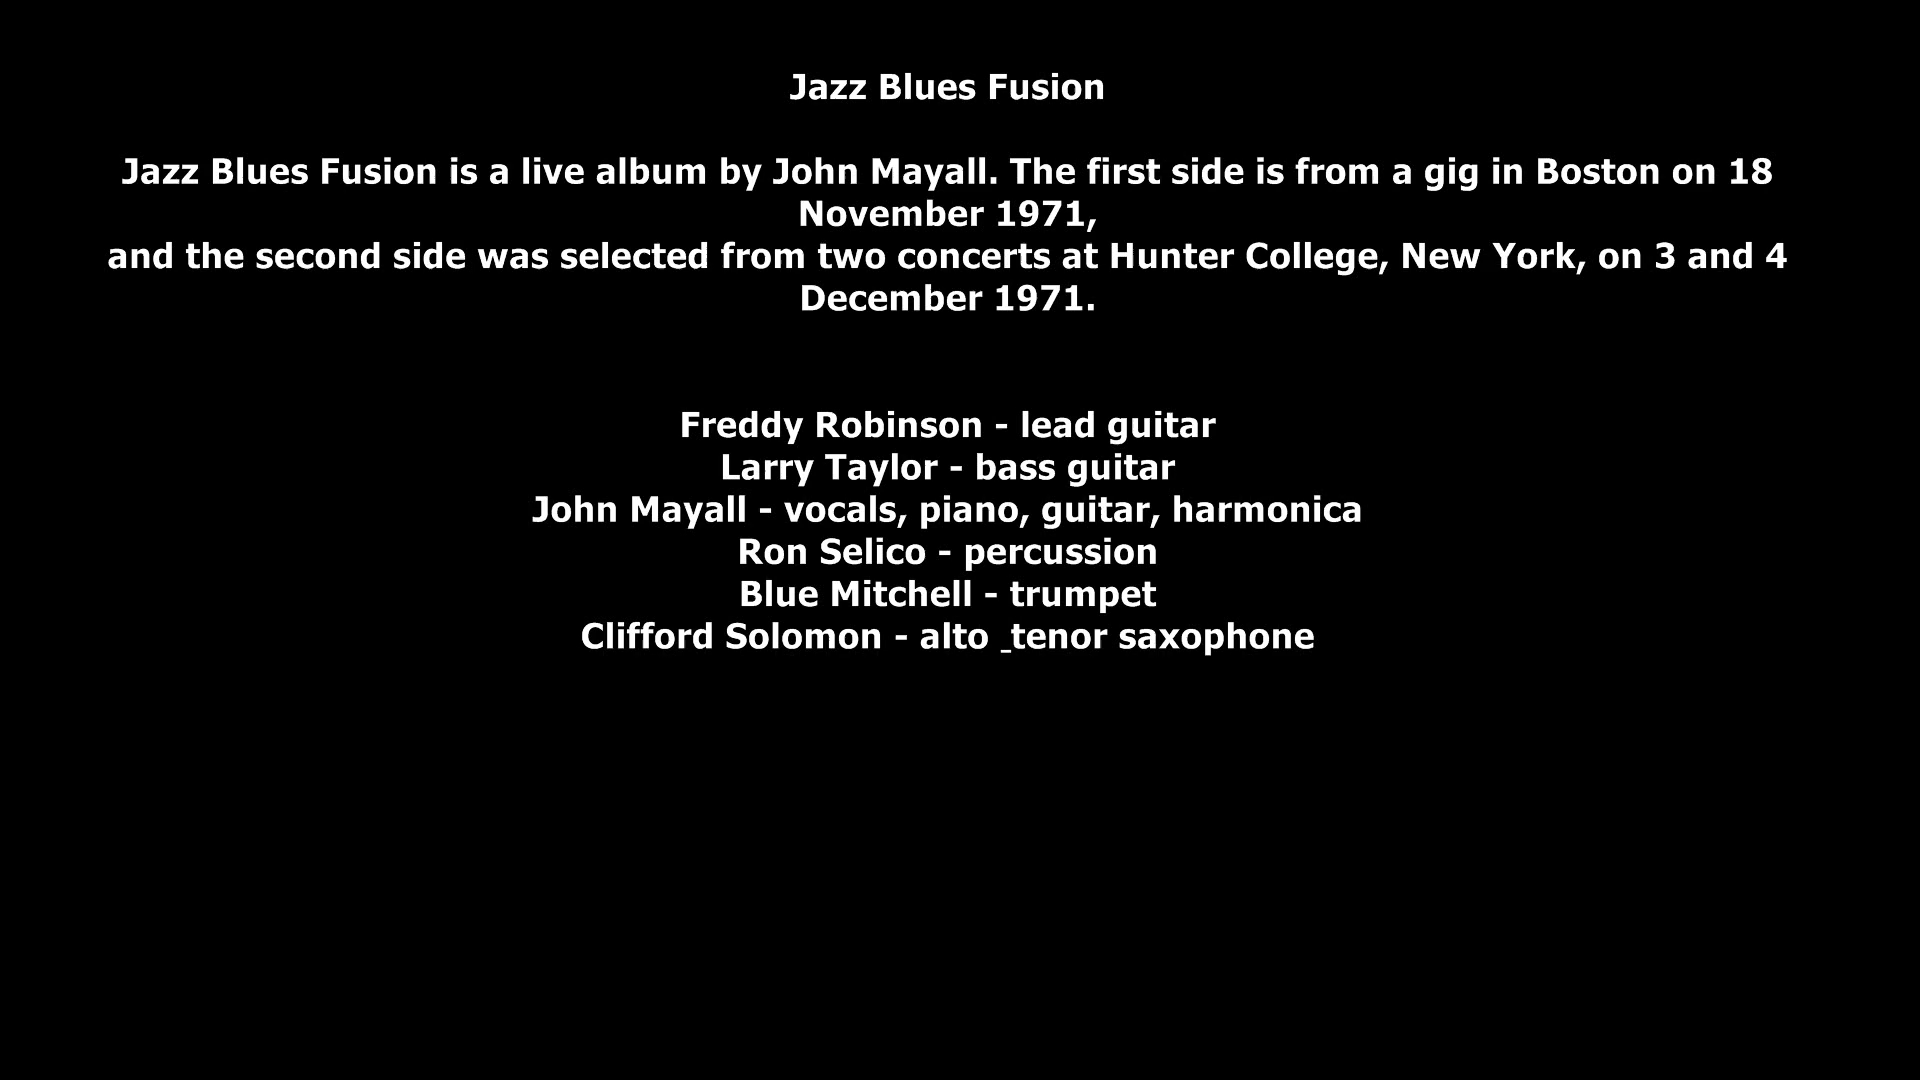 Jazz Blues Fusion
Jazz Blues Fusion is a live album by John Mayall. The first side is from a gig in Boston on 18
November 1971,
and the second side was selected from two concerts at Hunter College, New York, on 3 and 4
December 1971.
Freddy Robinson - lead guitar
Larry Taylor - bass guitar
John Mayall - vocals, piano, guitar, harmonica
Ron Selico - percussion
Blue Mitchell - trumpet
Clifford Solomon - alto _tenor saxophone